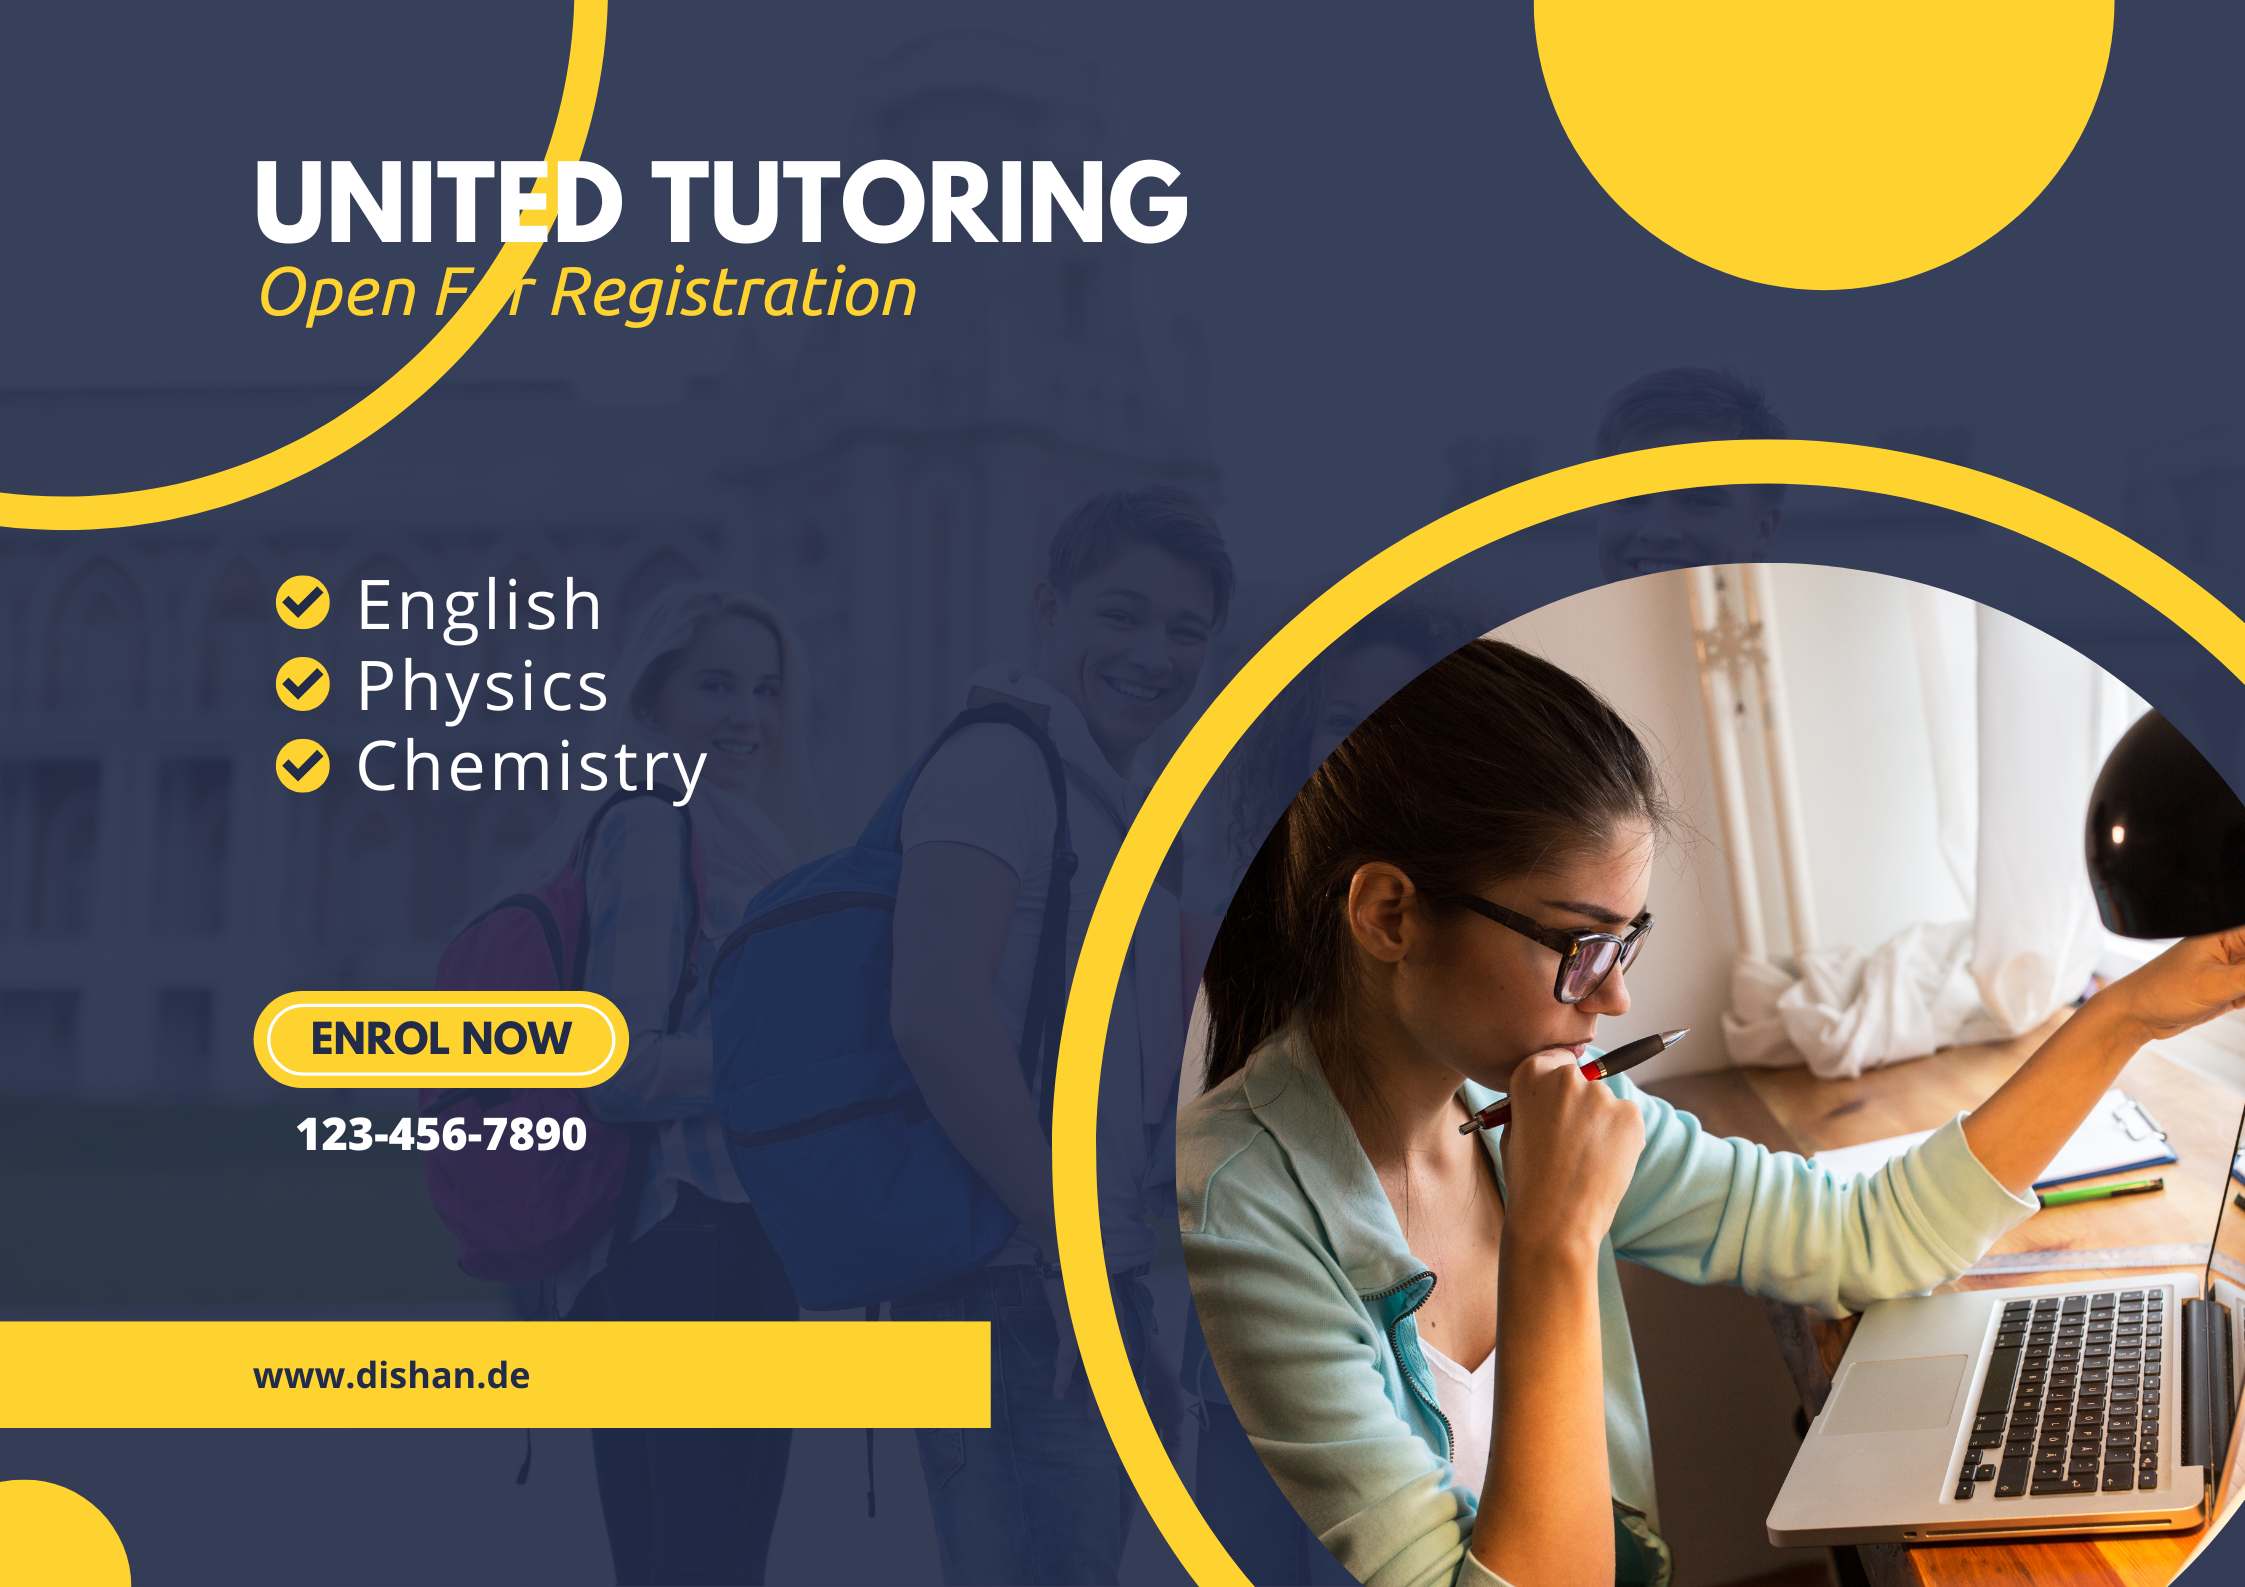 UNITED TUTORING
Open For Registration
English
Physics
Chemistry
ENROL NOW
123-456-7890
www.dishan.de